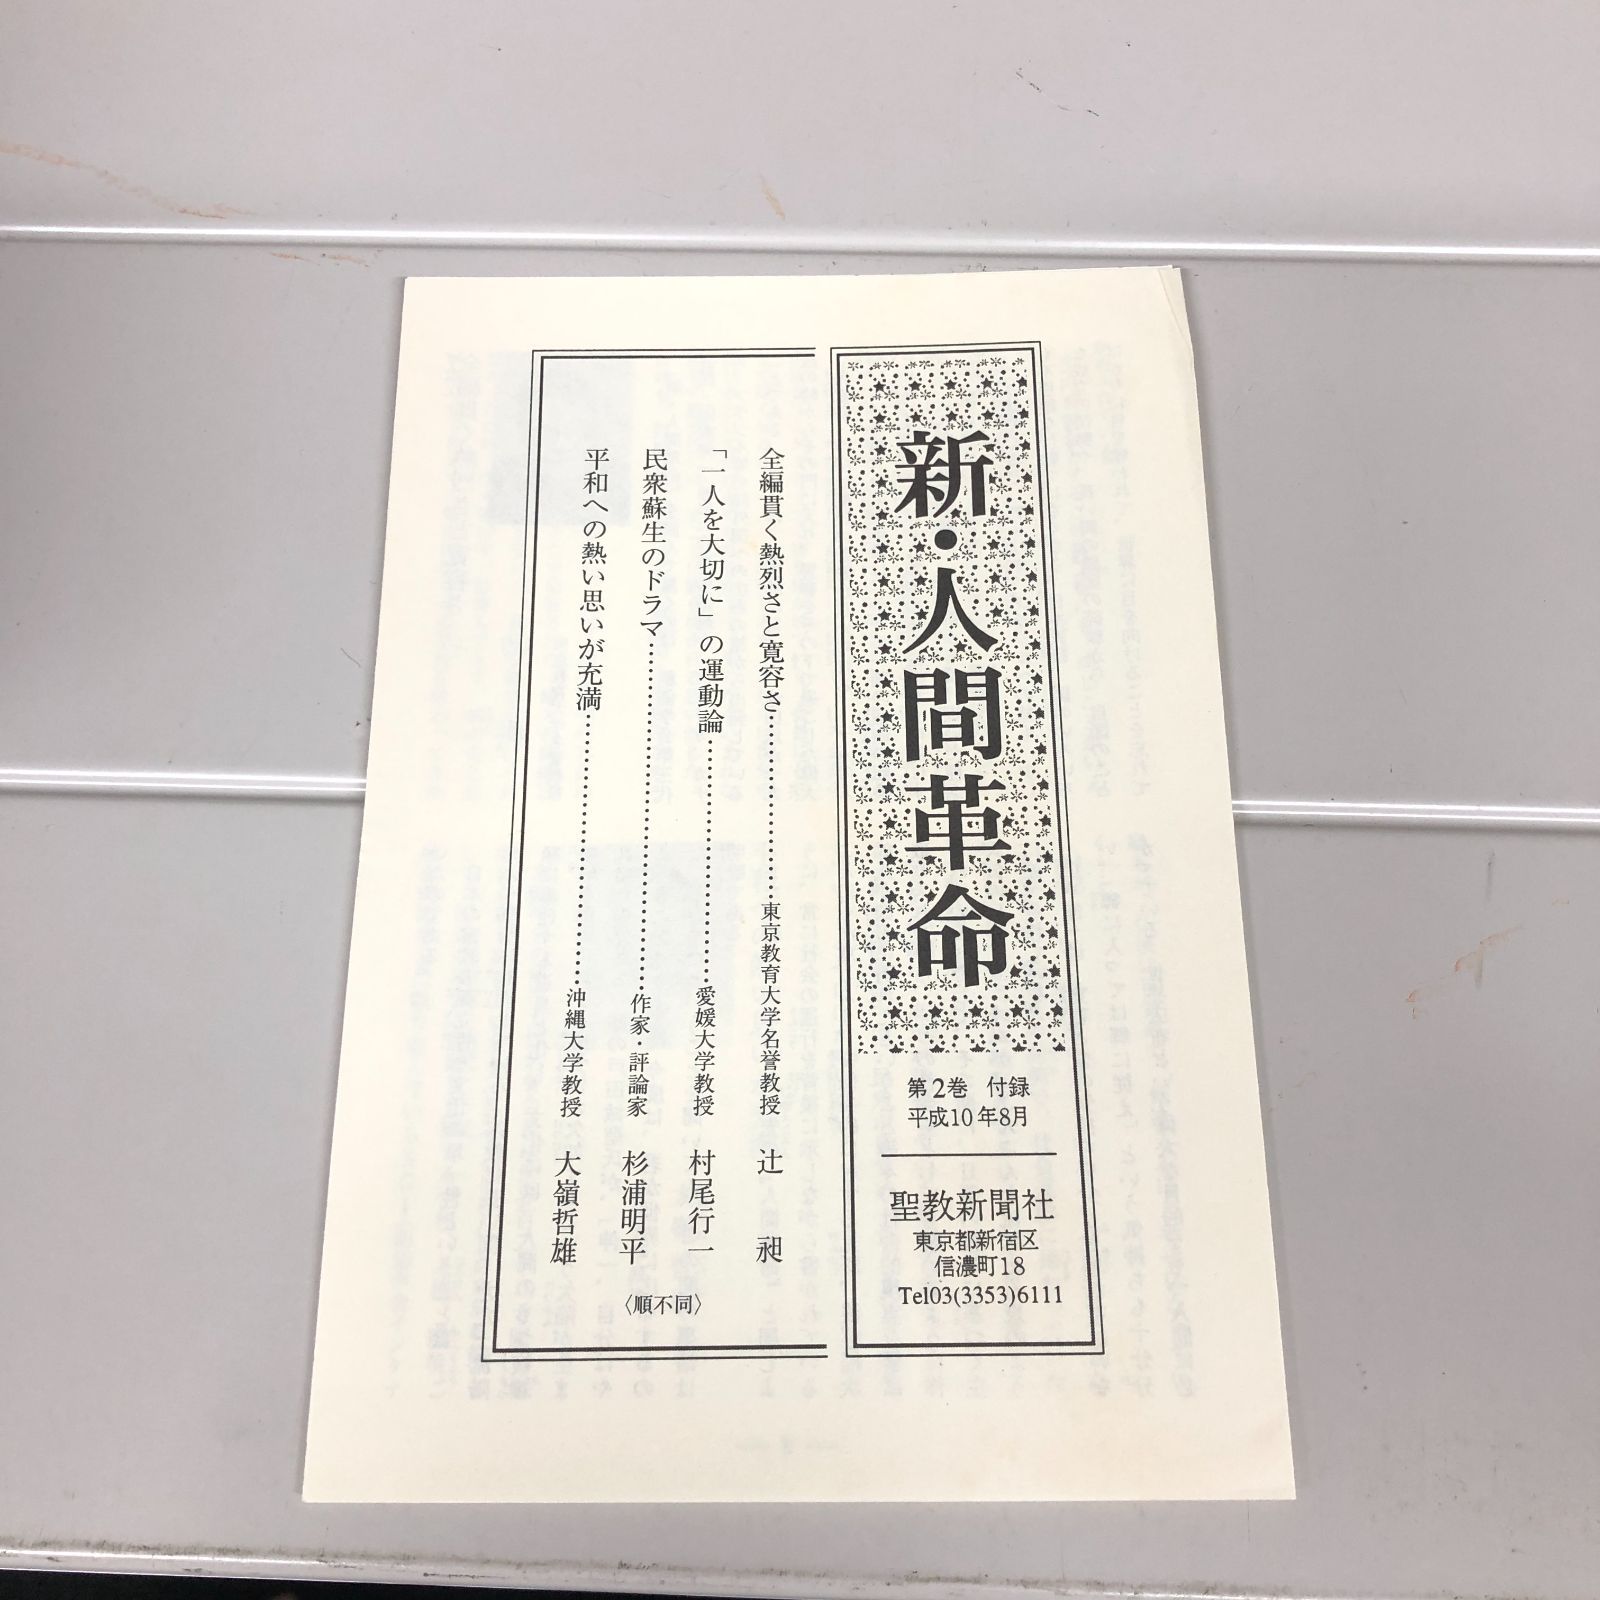 新・人間革命
第2巻 付録
平成10年8月
聖教新聞社
東京都新宿区
信濃町18
Tel03(3353)6111
全編貫く熱烈さと寛容さ……………………東京教育大学名誉教授 辻 昶
「一人を大切に」の運動論……………………愛媛大学教授 村尾行一
民衆蘇生のドラマ……………………作家・評論家 杉浦明平
平和への熱い思いが充満……………………沖縄大学教授 大嶺哲雄
〈順不同〉